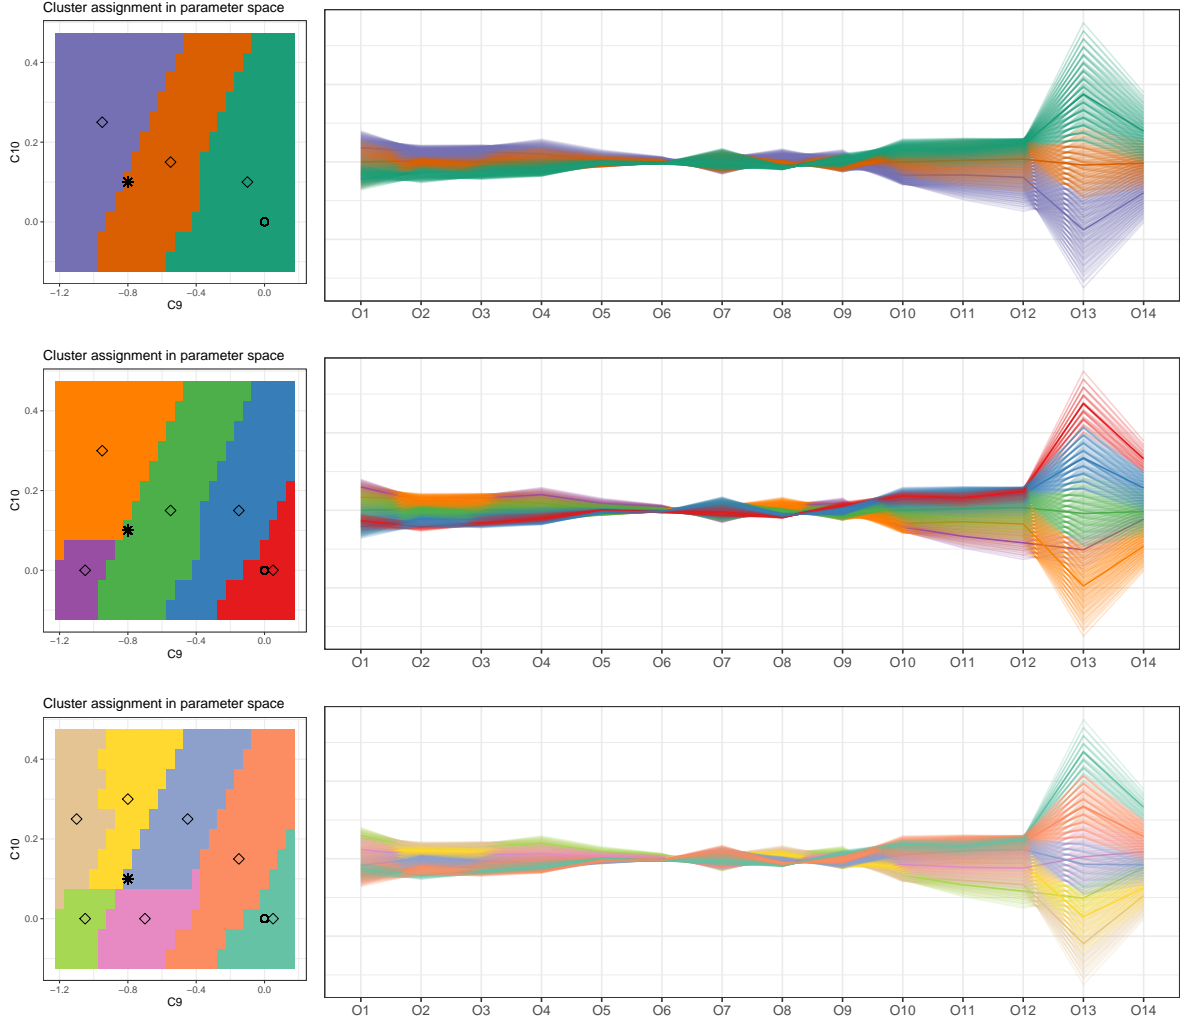 Cluster assignment in parameter space
C10
0.4
0.2
0.0
−1.2 −0.8 −0.4 0.0
C9
O1 O2 O3 O4 O5 O6 O7 O8 O9 O10 O11 O12 O13 O14
Cluster assignment in parameter space
C10
0.4
0.2
0.0
−1.2 −0.8 −0.4 0.0
C9
O1 O2 O3 O4 O5 O6 O7 O8 O9 O10 O11 O12 O13 O14
Cluster assignment in parameter space
C10
0.4
0.2
0.0
−1.2 −0.8 −0.4 0.0
C9
O1 O2 O3 O4 O5 O6 O7 O8 O9 O10 O11 O12 O13 O14